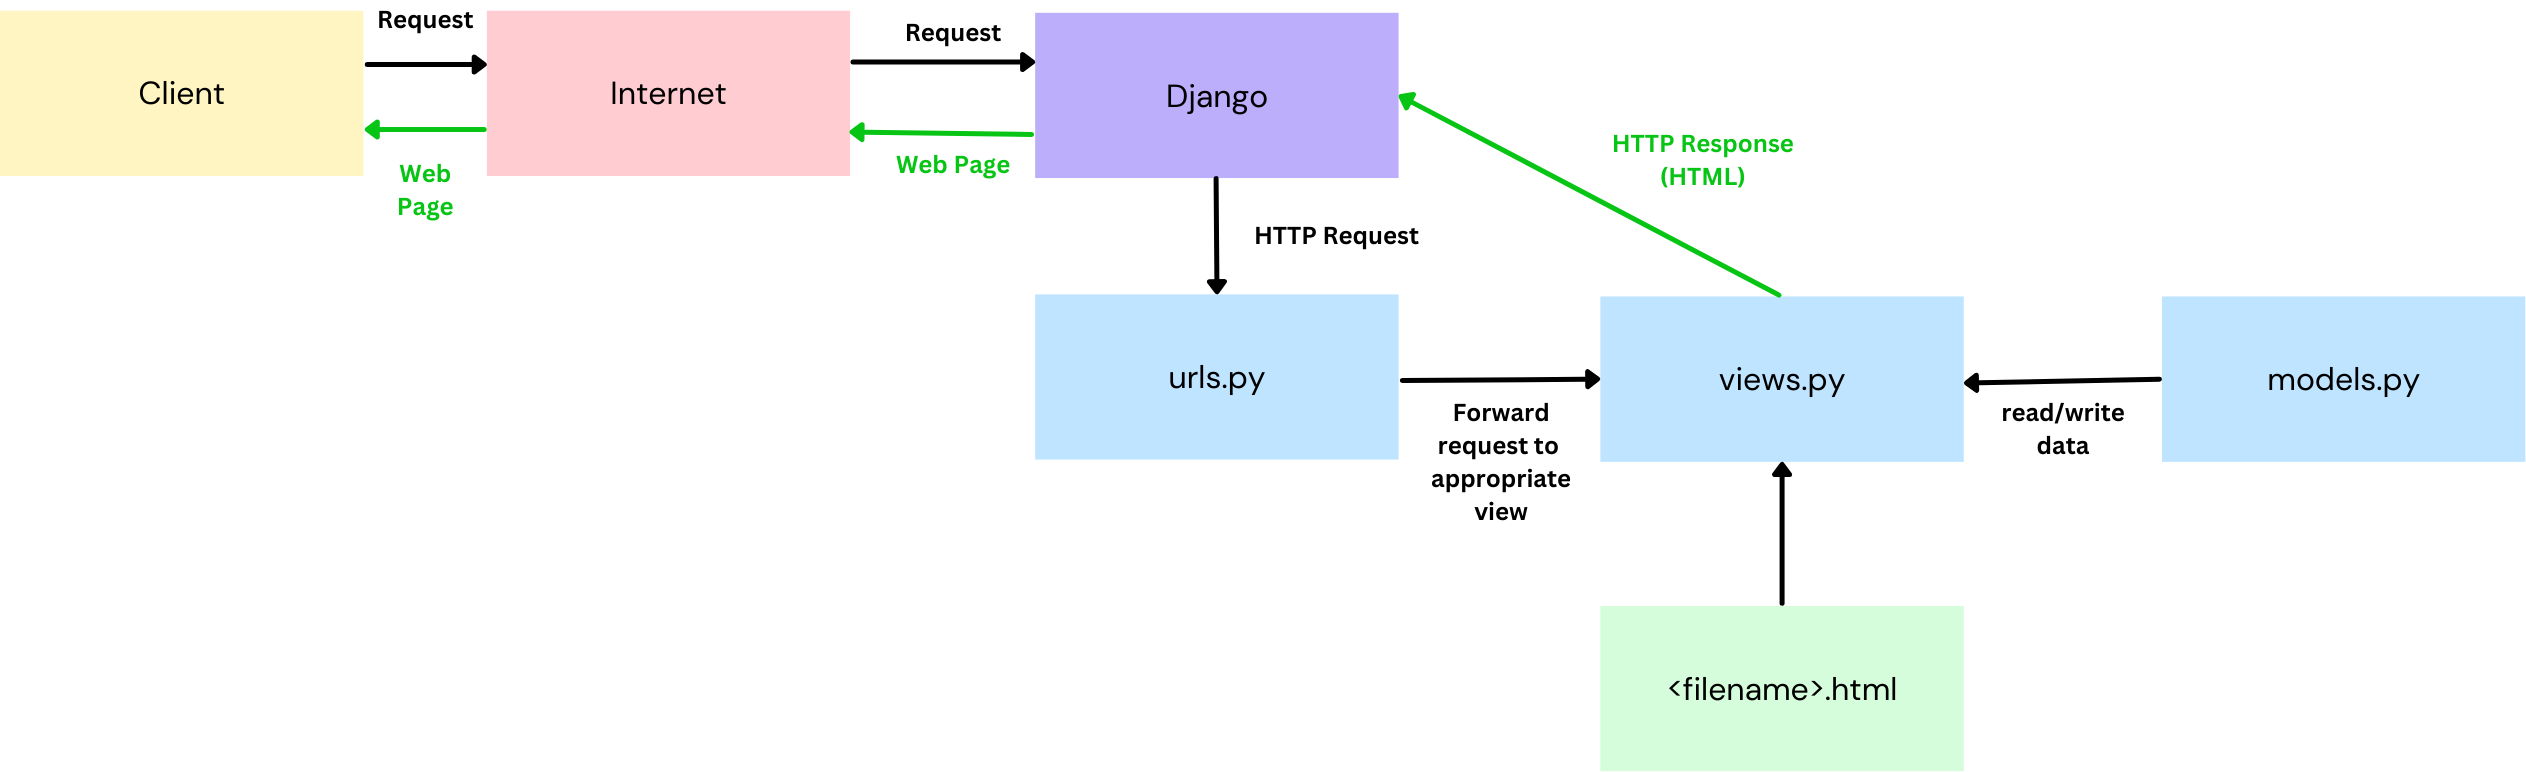 Request
Client
Internet
Web
Page
Request
Web Page
Django
HTTP Response
(HTML)
HTTP Request
urls.py
Forward
request to
appropriate
view
views.py
read/write
data
models.py
<filename>.html